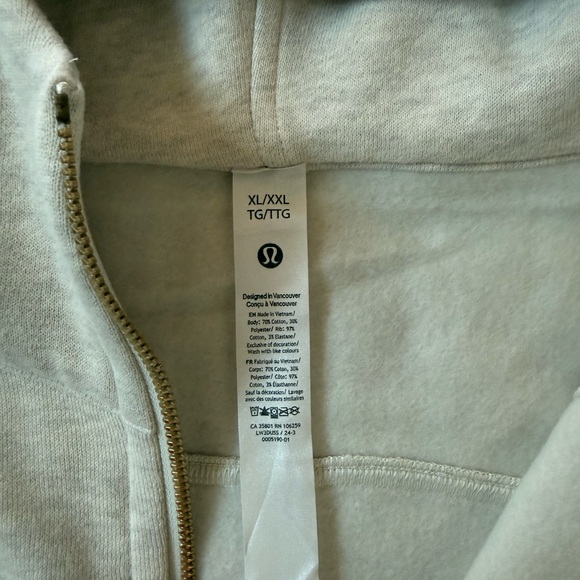 XL/XXL
TG/TTG
Designed in Vancouver
Conçu à Vancouver
EN Made in Vietnam/
Body: 70% Cotton, 30%
Polyester/ Rib: 97%
Cotton, 3% Elastane/
Exclusive of decoration/
Wash with like colours
FR Fabriqué au Vietnam/
Corps: 70% Coton, 30%
Polyester/ Côte: 97%
Coton, 3% Élasthanne/
Sauf la décoration/ Lavage
avec des couleurs similaires
CA 35801 RN 106259
LW3DUSS / 24-3
0005190-01